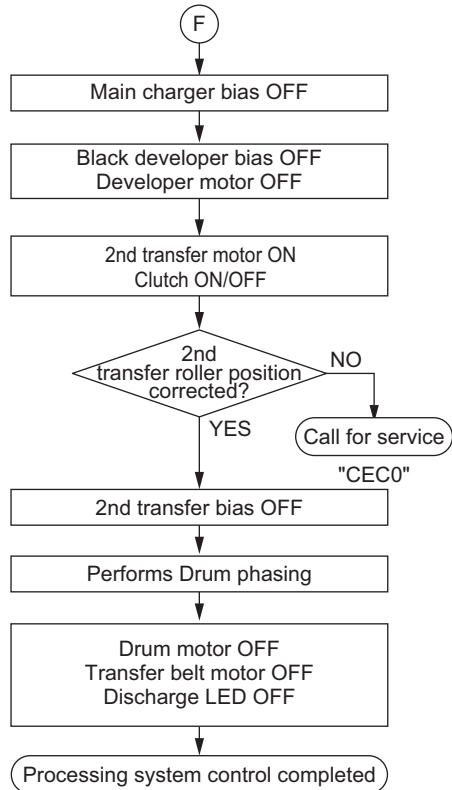 F
Main charger bias OFF
Black developer bias OFF
Developer motor OFF
2nd transfer motor ON
Clutch ON/OFF
2nd
transfer roller position
corrected?
NO
YES
Call for service
"CEC0"
2nd transfer bias OFF
Performs Drum phasing
Drum motor OFF
Transfer belt motor OFF
Discharge LED OFF
Processing system control completed